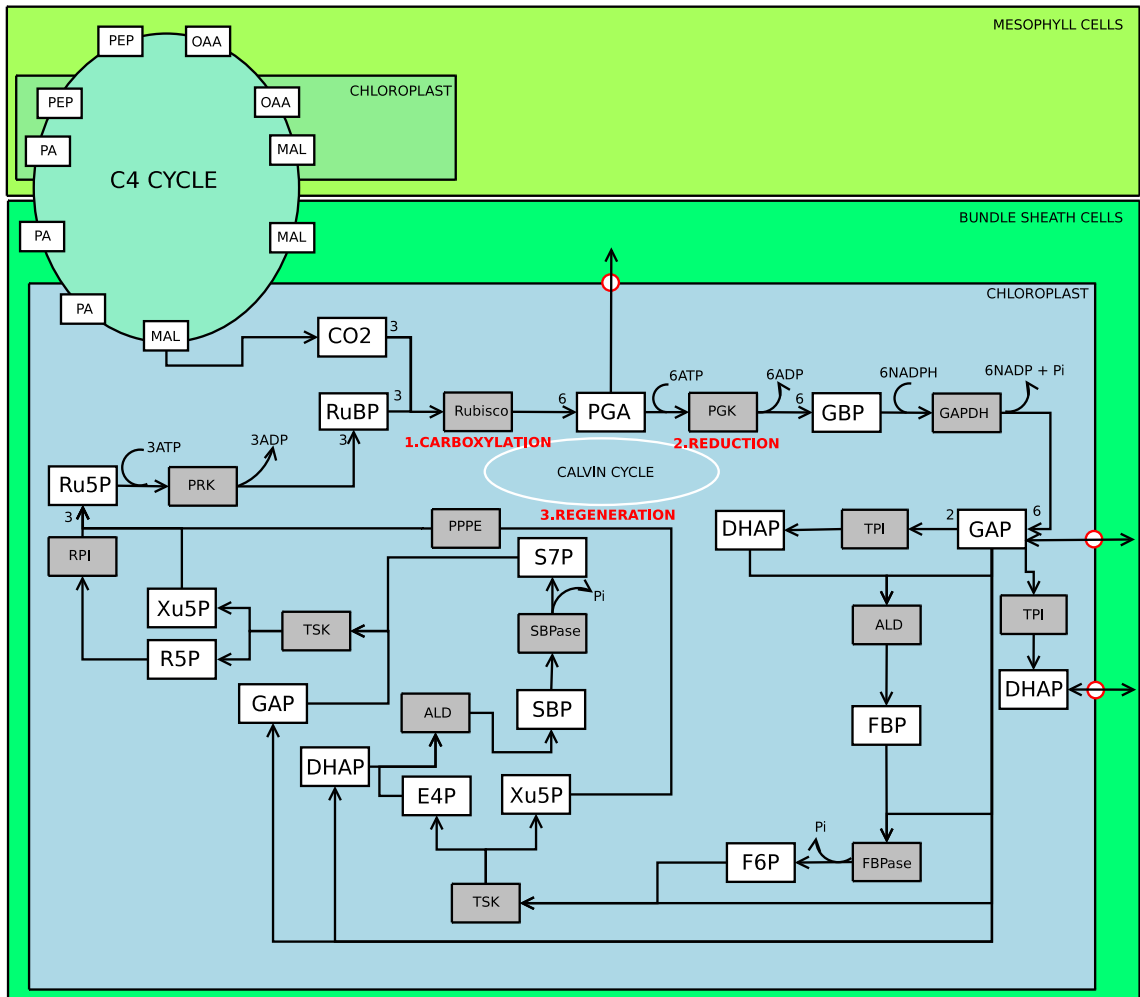 MESOPHYLL CELLS
PEP
OAA
CHLOROPLAST
PEP
OAA
PA
MAL
C4 CYCLE
BUNDLE SHEATH CELLS
PA
MAL
CHLOROPLAST
PA
MAL
CO2
3
RuBP
3
3
Rubisco
6
PGA
6ATP
PGK
6ADP
6
GBP
6NADPH
GAPDH
6NADP + Pi
1.CARBOXYLATION
2.REDUCTION
CALVIN CYCLE
3.REGENERATION
Ru5P
3ATP
PRK
3ADP
3
RPI
PPPE
S7P
Pi
DHAP
TPI
2
GAP
6
Xu5P
R5P
TSK
SBPase
ALD
TPI
GAP
ALD
SBP
FBP
DHAP
DHAP
E4P
Xu5P
Pi
F6P
FBPase
TSK